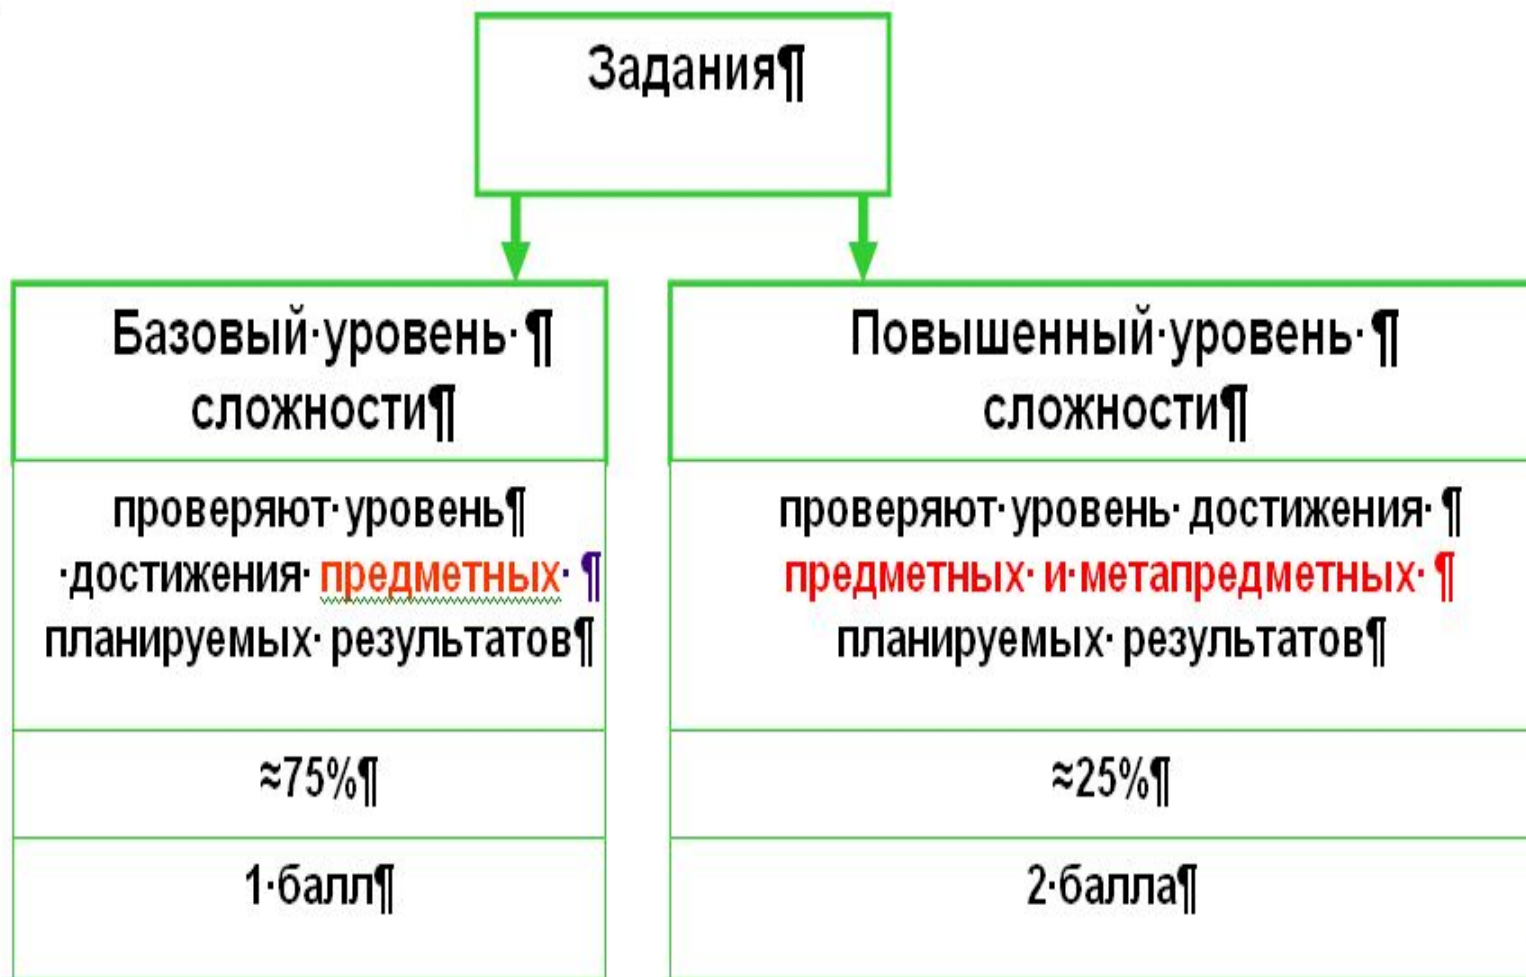 Задания¶
Базовый·уровень·¶
сложности¶
проверяют·уровень¶
·достижения·предметных·¶
планируемых·результатов¶
≈75%¶
1·балл¶
Повышенный·уровень·¶
сложности¶
проверяют·уровень·достижения·¶
предметных·и·метапредметных·¶
планируемых·результатов¶
≈25%¶
2·балла¶